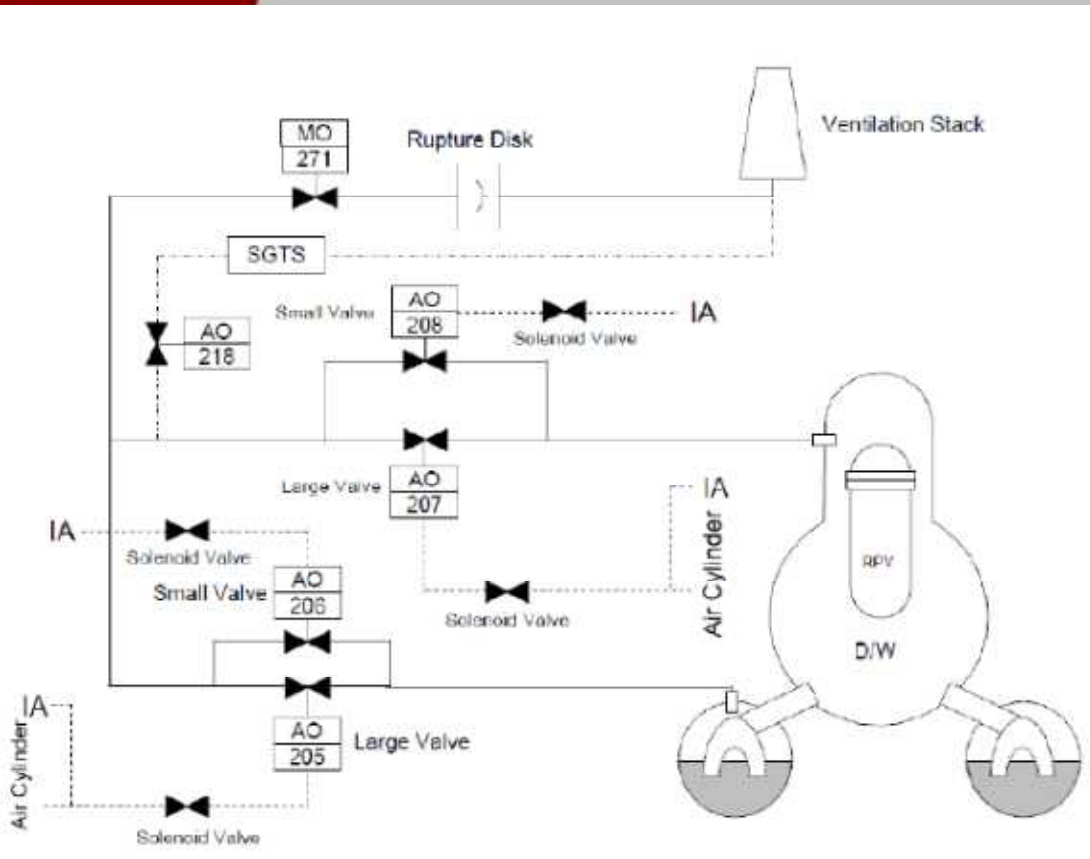 Ventilation Stack
MO
271
Rupture Disk
SGTS
Small Valve
AO
208
IA
Solenoid Valve
AO
218
Large Valve
AO
207
IA
Air Cylinder
IA
Solenoid Valve
Small Valve
AO
206
Solenoid Valve
RPV
D/W
IA
Air Cylinder
AO
205
Large Valve
Solenoid Valve